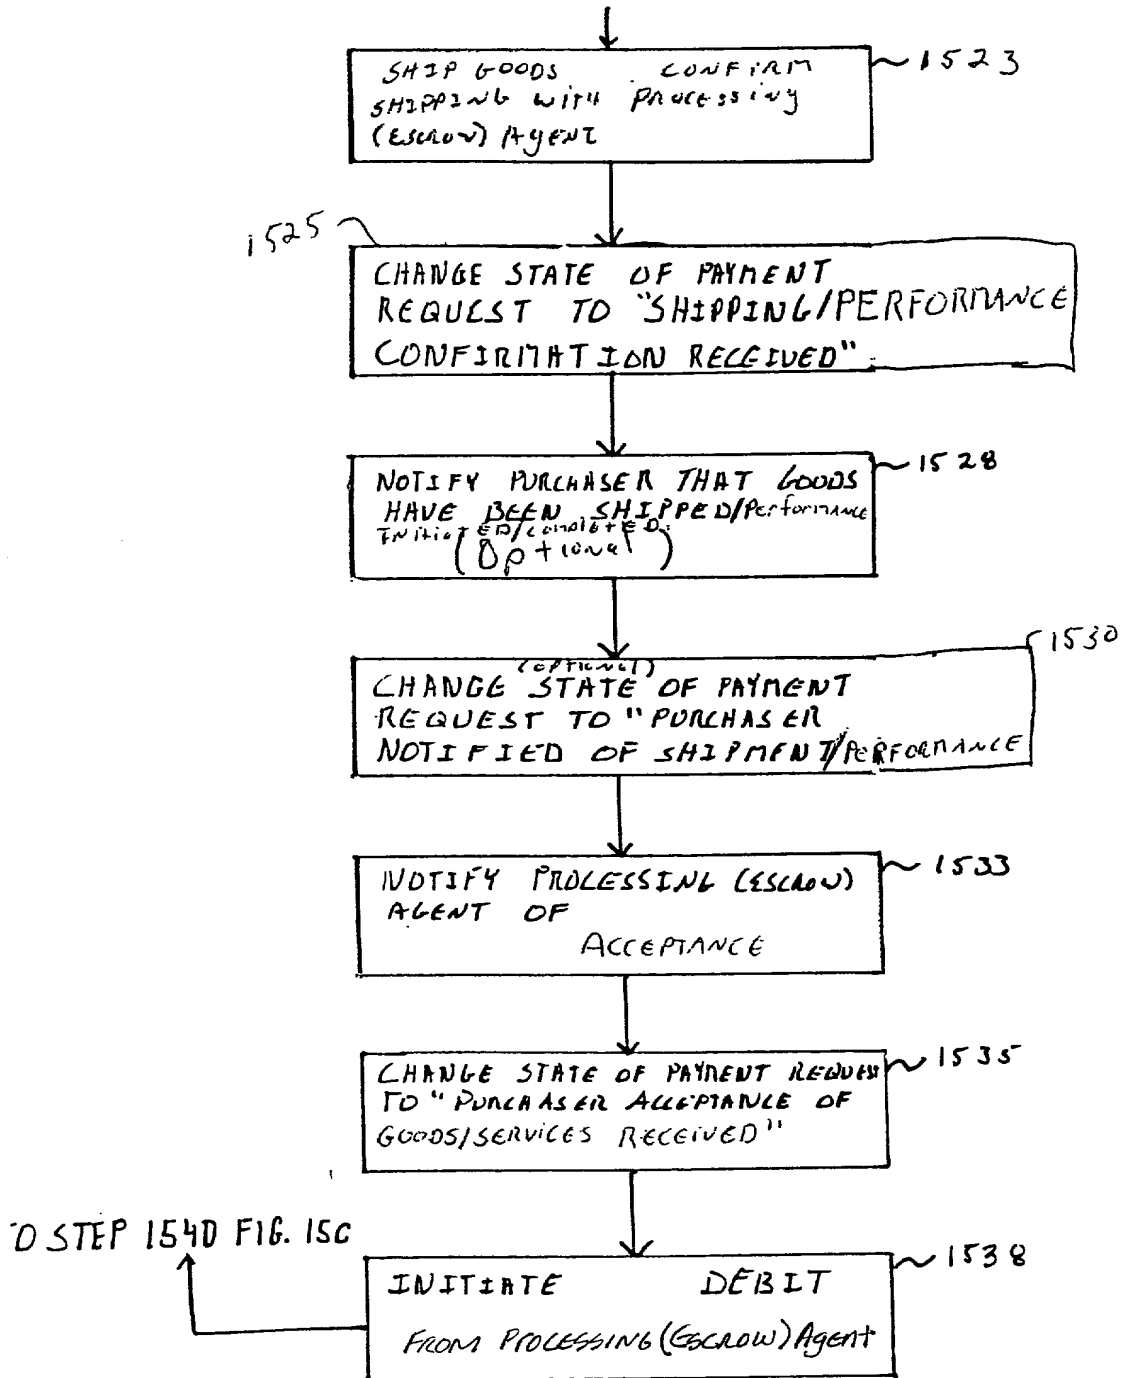 SHIP GOODS CONFIRM
SHIPPING WITH PROCESSING
(ESCROW) AGENT
1523
1525
CHANGE STATE OF PAYMENT
REQUEST TO "SHIPPING/PERFORMANCE
CONFIRMATION RECEIVED"
1528
NOTIFY PURCHASER THAT GOODS
HAVE BEEN SHIPPED/Performance
INitiatED/completED.
(Optional)
1530
(optional)
CHANGE STATE OF PAYMENT
REQUEST TO "PURCHASER
NOTIFIED OF SHIPMENT/PERFORMANCE
1533
NOTIFY PROCESSING (ESCROW)
AGENT OF
ACCEPTANCE
1535
CHANGE STATE OF PAYMENT REQUEST
TO "PURCHASER ACCEPTANCE OF
GOODS/SERVICES RECEIVED"
O STEP 1540 FIG. 15C
1538
INITIATE DEBIT
FROM PROCESSING (ESCROW) Agent